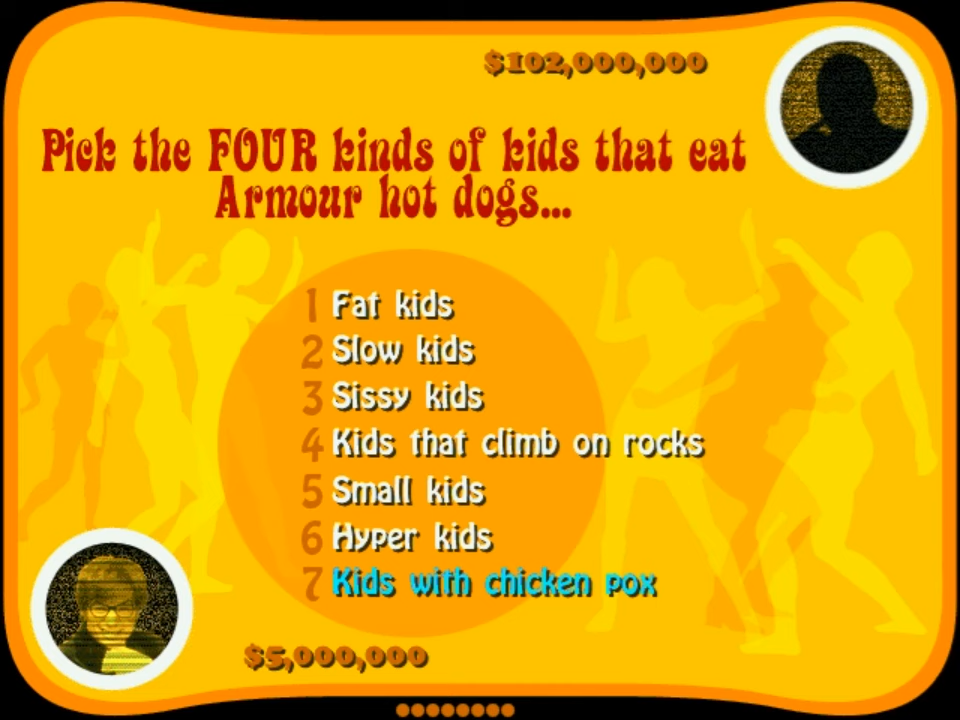 $102,000,000
Pick the FOUR kinds of kids that eat
Armour hot dogs...
1 Fat kids
2 Slow kids
3 Sissy kids
4 Kids that climb on rocks
5 Small kids
6 Hyper kids
7 Kids with chicken pox
$5,000,000